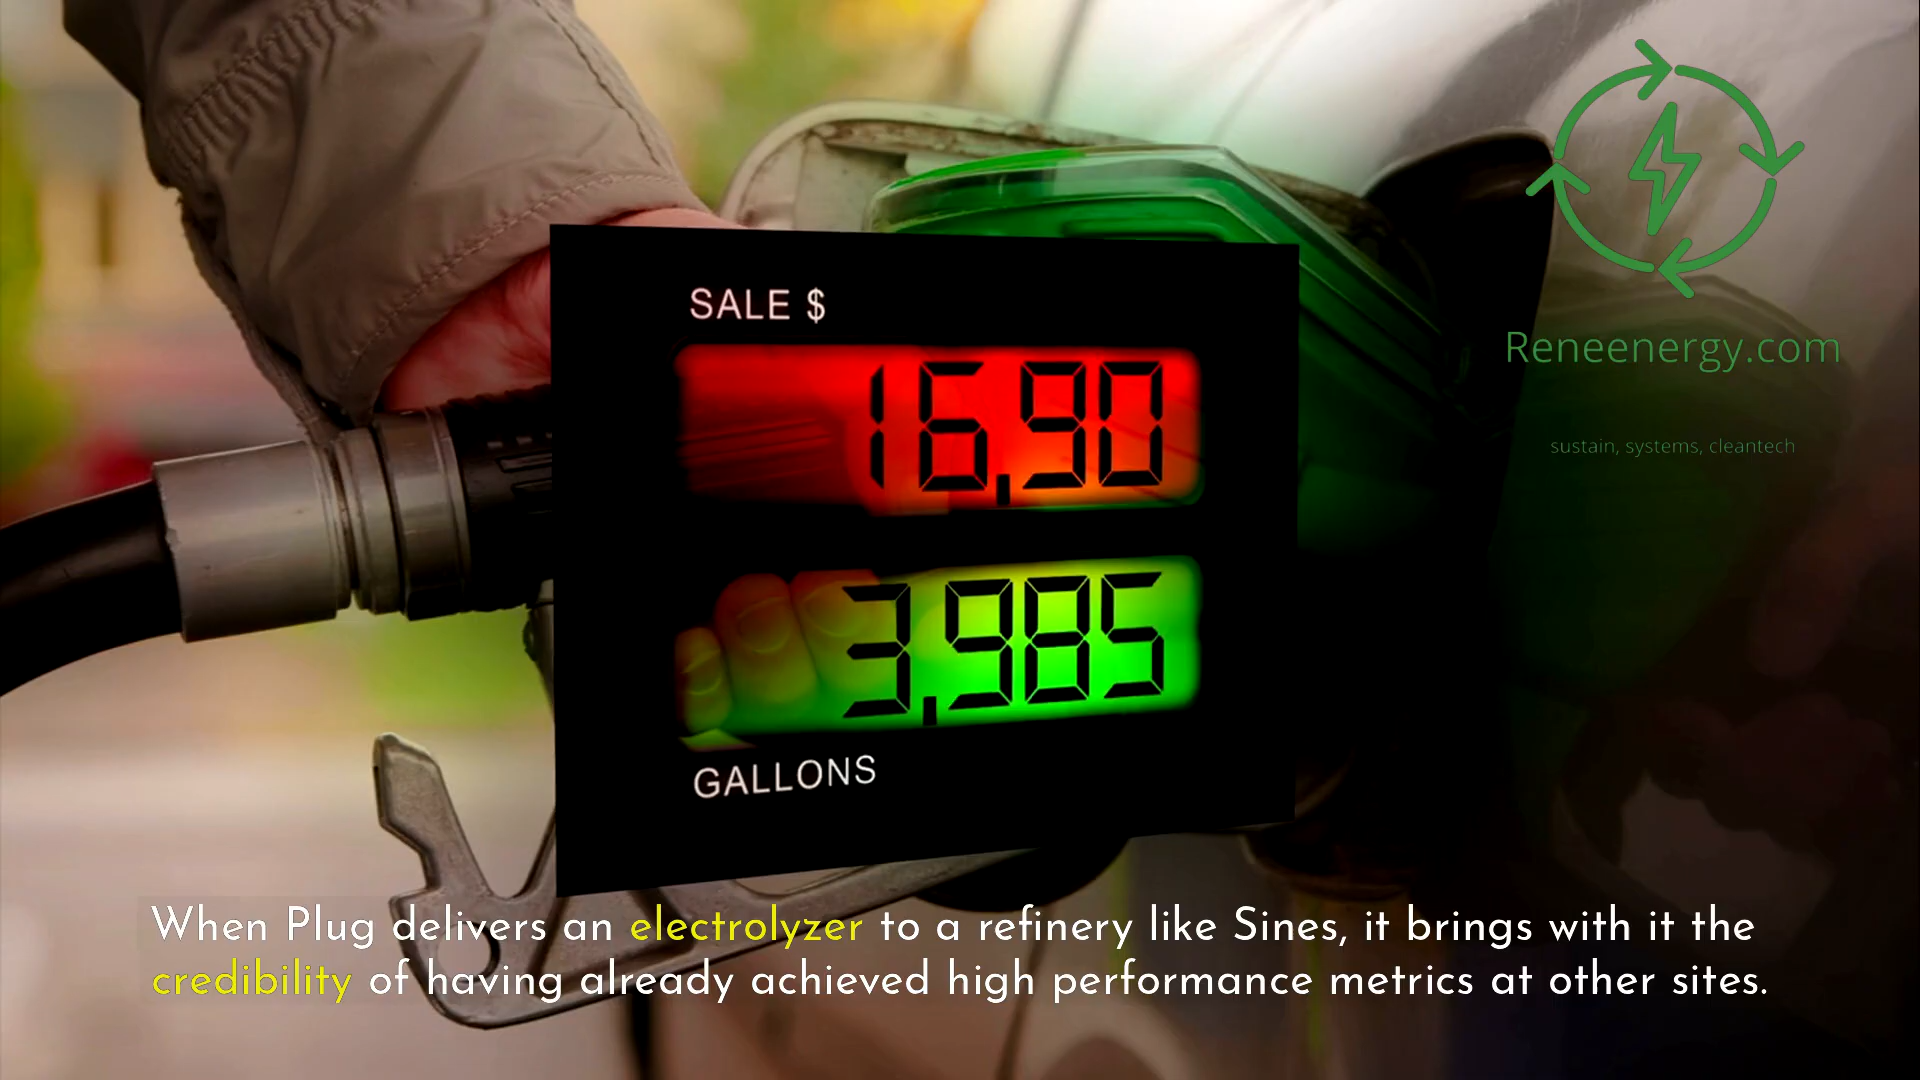 SALE $
16,90
3,985
GALLONS
Reneenergy.com
sustain, systems, cleantech
When Plug delivers an electrolyzer to a refinery like Sines, it brings with it the
credibility of having already achieved high performance metrics at other sites.